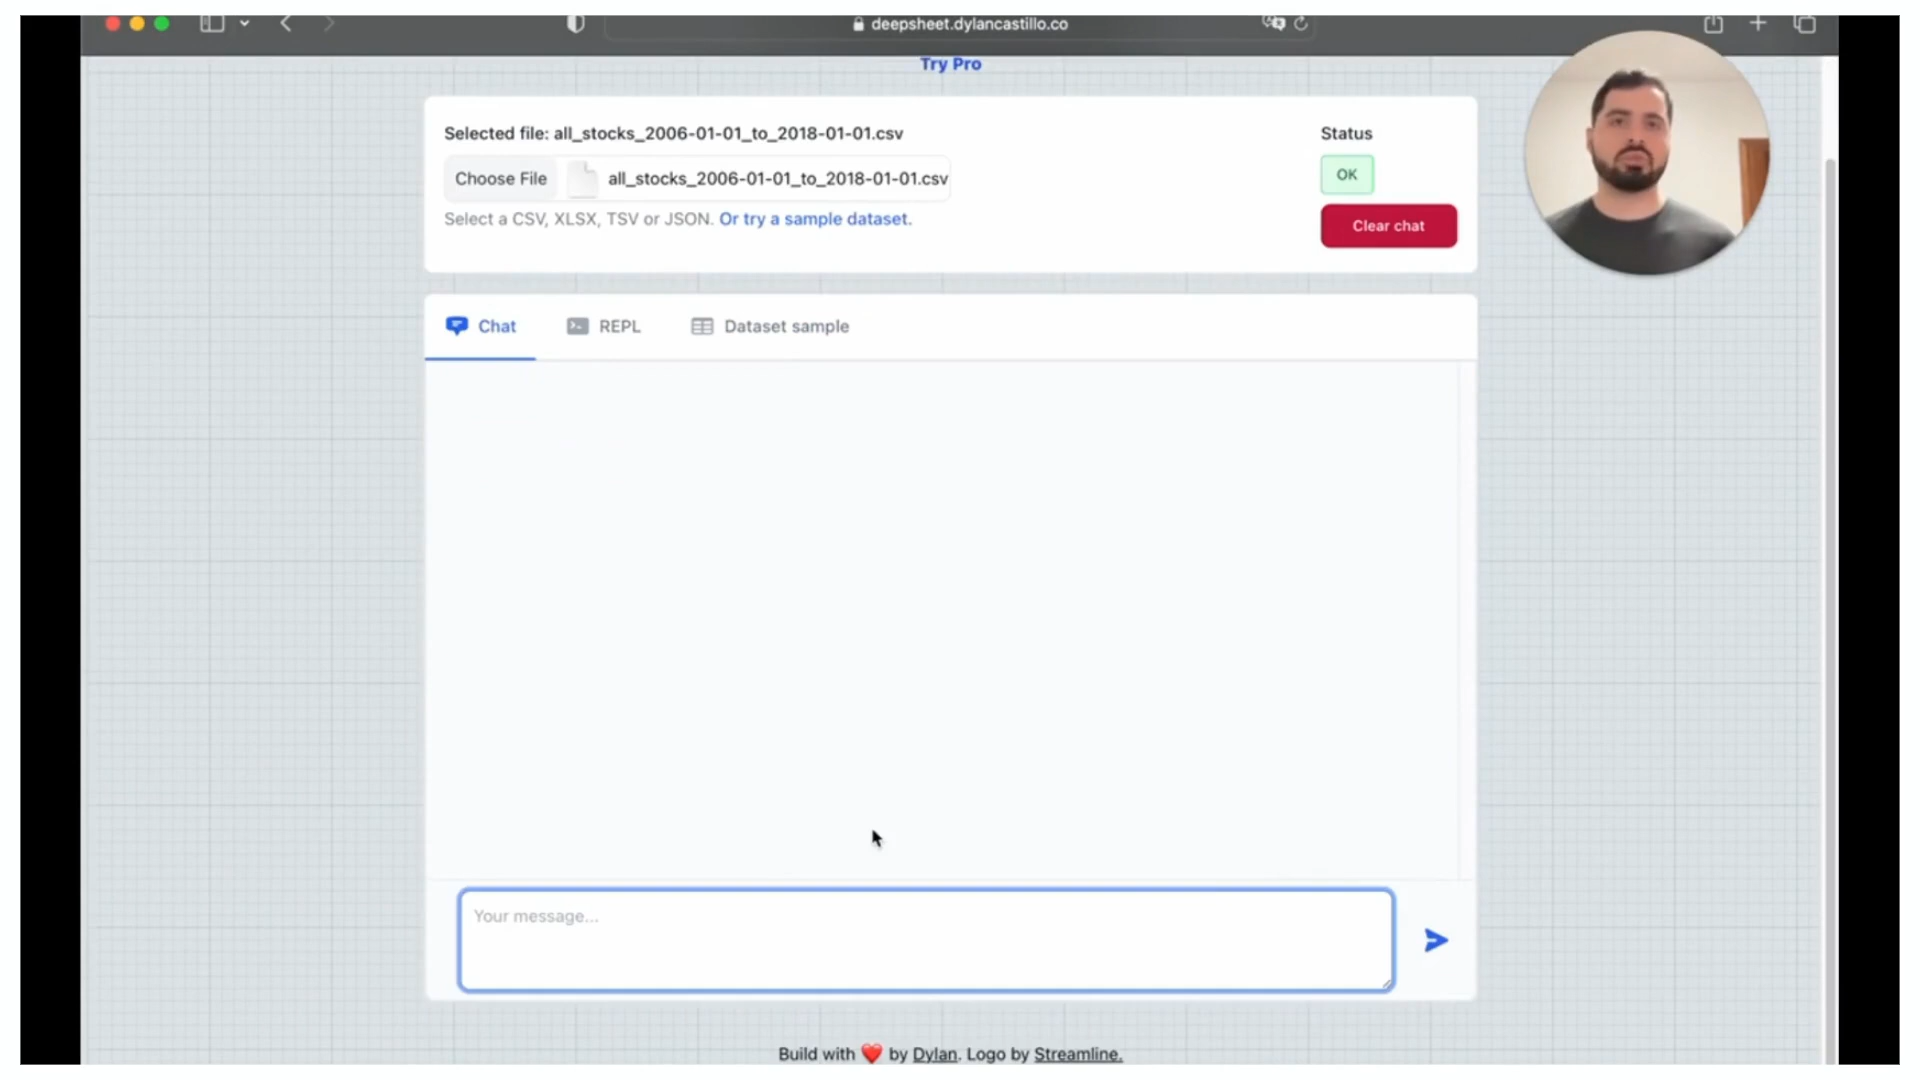 deepsheet.dylancastillo.co
Try Pro
Selected file: all_stocks_2006-01-01_to_2018-01-01.csv
Status
Choose File
all_stocks_2006-01-01_to_2018-01-01.csv
OK
Select a CSV, XLSX, TSV or JSON. Or try a sample dataset.
Clear chat
Chat
REPL
Dataset sample
Your message...
Build with ❤️ by Dylan. Logo by Streamline.